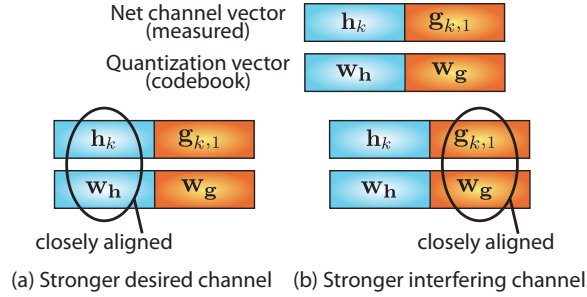 Net channel vector
(measured)
h_k g_{k,1}
Quantization vector
(codebook)
w_h w_g
h_k g_{k,1}
w_h w_g
closely aligned
(a) Stronger desired channel
h_k g_{k,1}
w_h w_g
closely aligned
(b) Stronger interfering channel